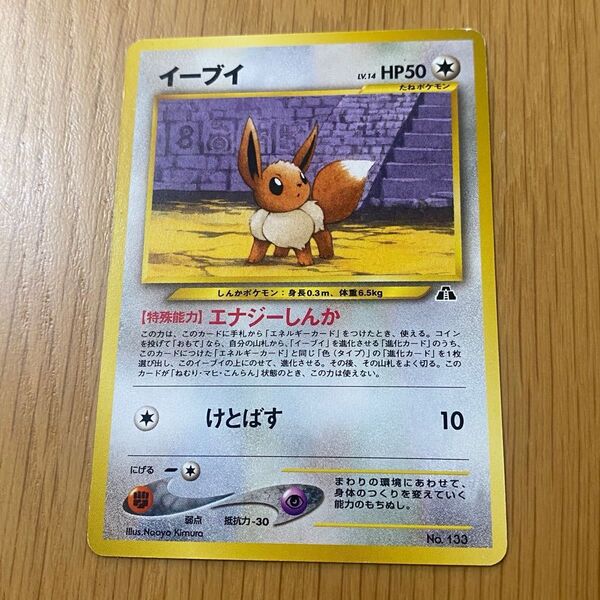 イーブイ LV.14 HP50
たねポケモン
しんかポケモン：身長0.3m、体重6.5kg
【特殊能力】エナジーしんか
この力は、このカードに手札から「エネルギーカード」をつけたとき、使える。コイン
を投げて「おもて」なら、自分の山札から、「イーブイ」を進化させる「進化カード」のうち、
このカードにつけた「エネルギーカード」と同じ「色（タイプ）」の「進化カード」を1枚
選び出し、このイーブイの上にのせて、進化させる。その後、その山札をよく切る。この
カードが「ねむり・マヒ・こんらん」状態のとき、この力は使えない。
けとばす 10
にげる
まわりの環境にあわせて、
身体のつくりを変えていく
能力のもちぬし。
弱点 抵抗力-30
Illus.Naoyo Kimura
No. 133